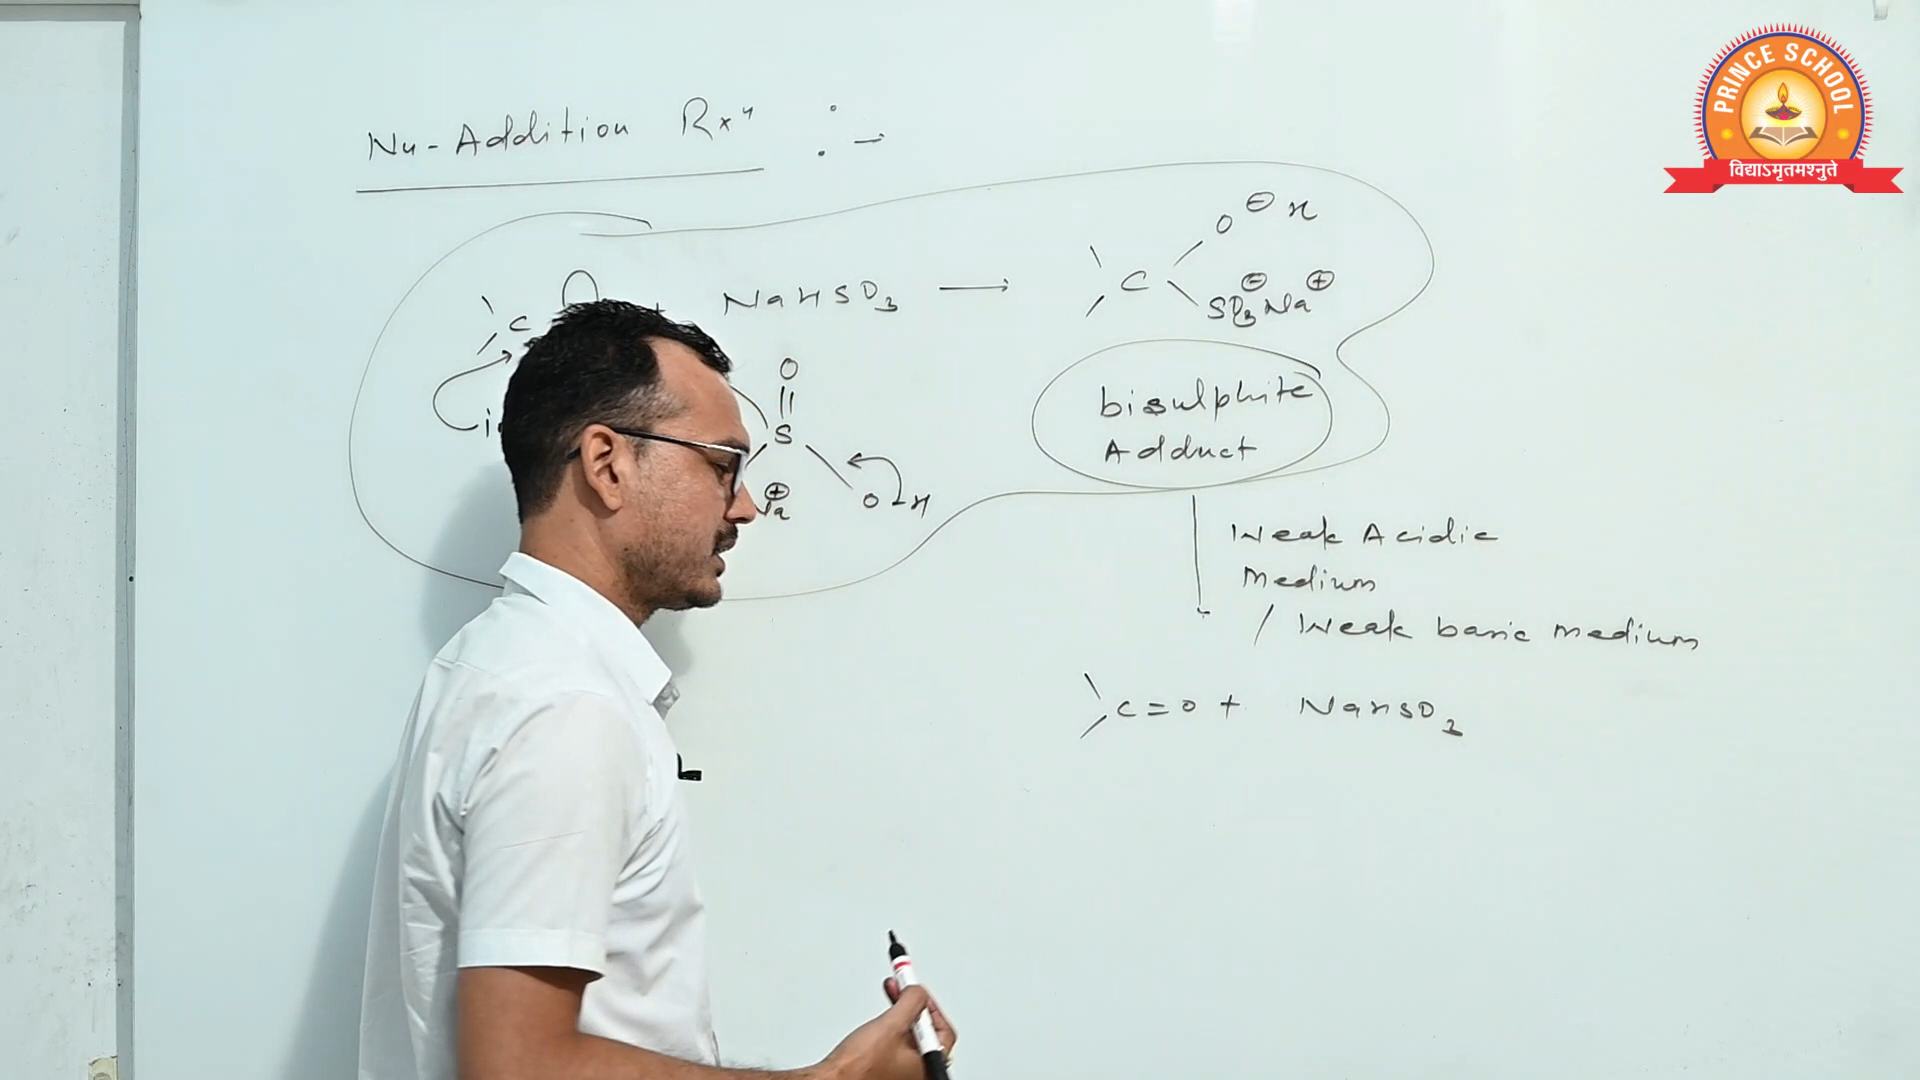 PRINCE SCHOOL
विद्याऽमृतमश्नुते
Nu-Addition Rxⁿ :-
C + NaHSO₃ ⟶ C O⊖ H
SO₃⊖ Na⊕
O
S
Na⊕ O-H
bisulphite
Adduct
Weak Acidic
Medium
/ Weak basic medium
C=O + NaHSO₃